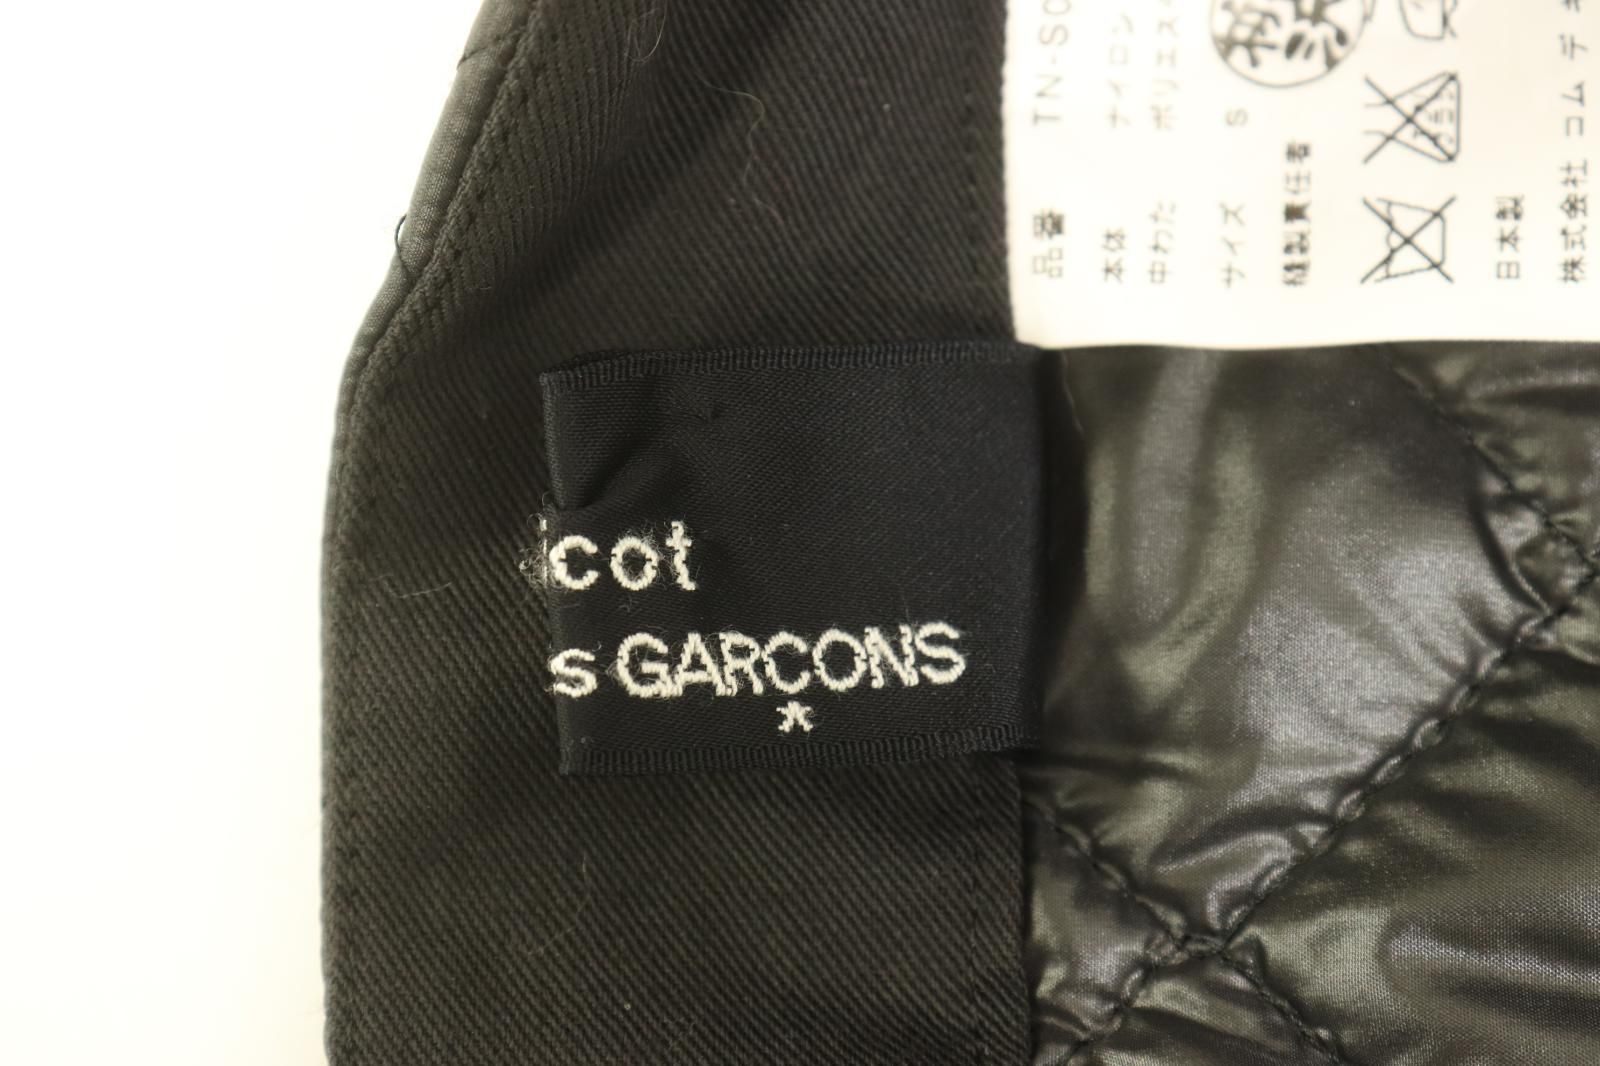 cot
s GARCONS
*
品番 TN-S0
本体 ナイロン
中わた ポリエス
サイズ S
縫製責任者
日本製
株式会社 コム デ